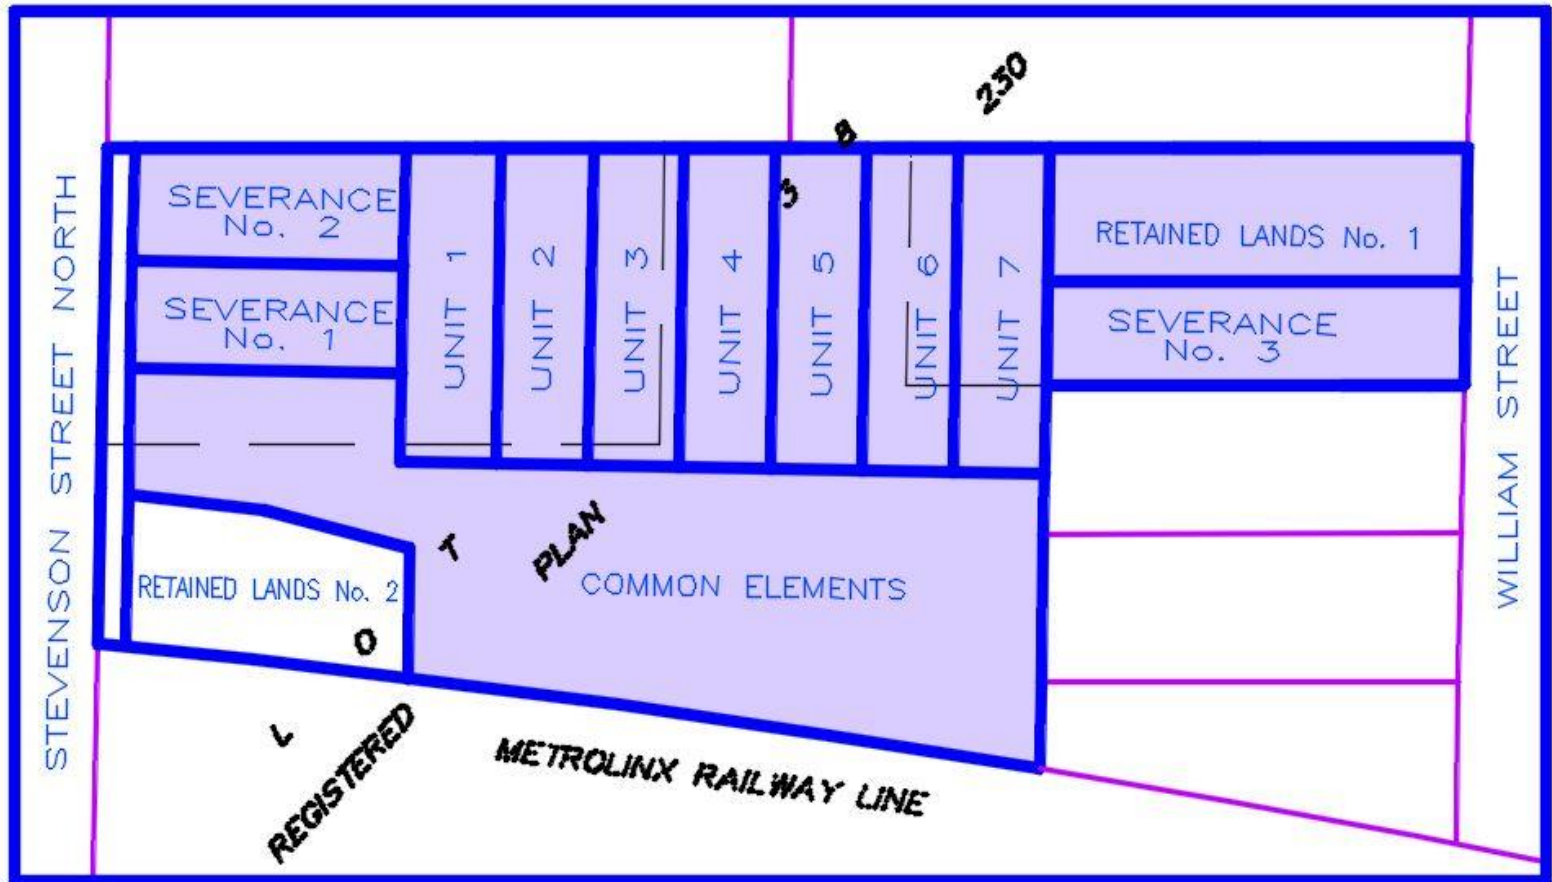 230
8
3
SEVERANCE
No. 2
SEVERANCE
No. 1
UNIT 1
UNIT 2
UNIT 3
UNIT 4
UNIT 5
UNIT 6
UNIT 7
RETAINED LANDS No. 1
SEVERANCE
No. 3
STEVENSON STREET NORTH
WILLIAM STREET
T
PLAN
COMMON ELEMENTS
RETAINED LANDS No. 2
O
L
REGISTERED
METROLINX RAILWAY LINE